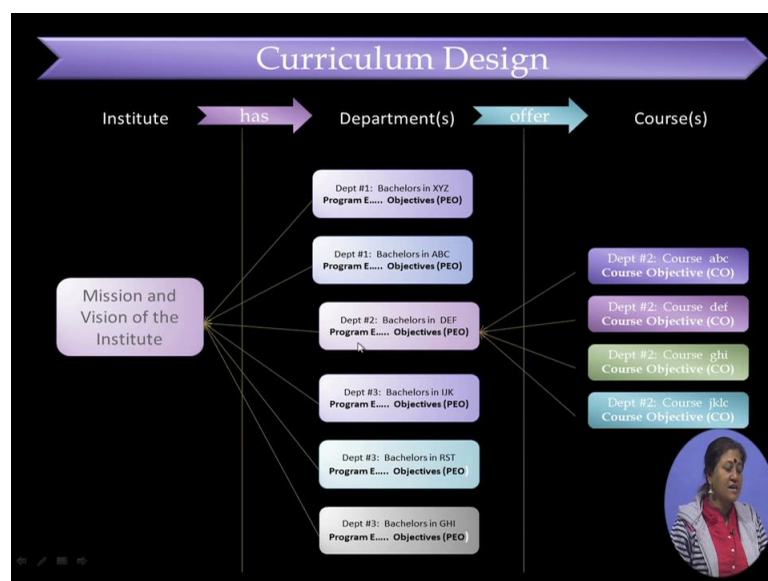 Curriculum Design
Institute
has
Department(s)
offer
Course(s)
Dept #1: Bachelors in XYZ
Program E..... Objectives (PEO)
Dept #1: Bachelors in ABC
Program E..... Objectives (PEO)
Dept #2: Bachelors in DEF
Program E..... Objectives (PEO)
Dept #3: Bachelors in IJK
Program E..... Objectives (PEO)
Dept #3: Bachelors in RST
Program E..... Objectives (PEO)
Dept #3: Bachelors in GHI
Program E..... Objectives (PEO)
Mission and
Vision of the
Institute
Dept #2: Course abc
Course Objective (CO)
Dept #2: Course def
Course Objective (CO)
Dept #2: Course ghi
Course Objective (CO)
Dept #2: Course jklc
Course Objective (CO)